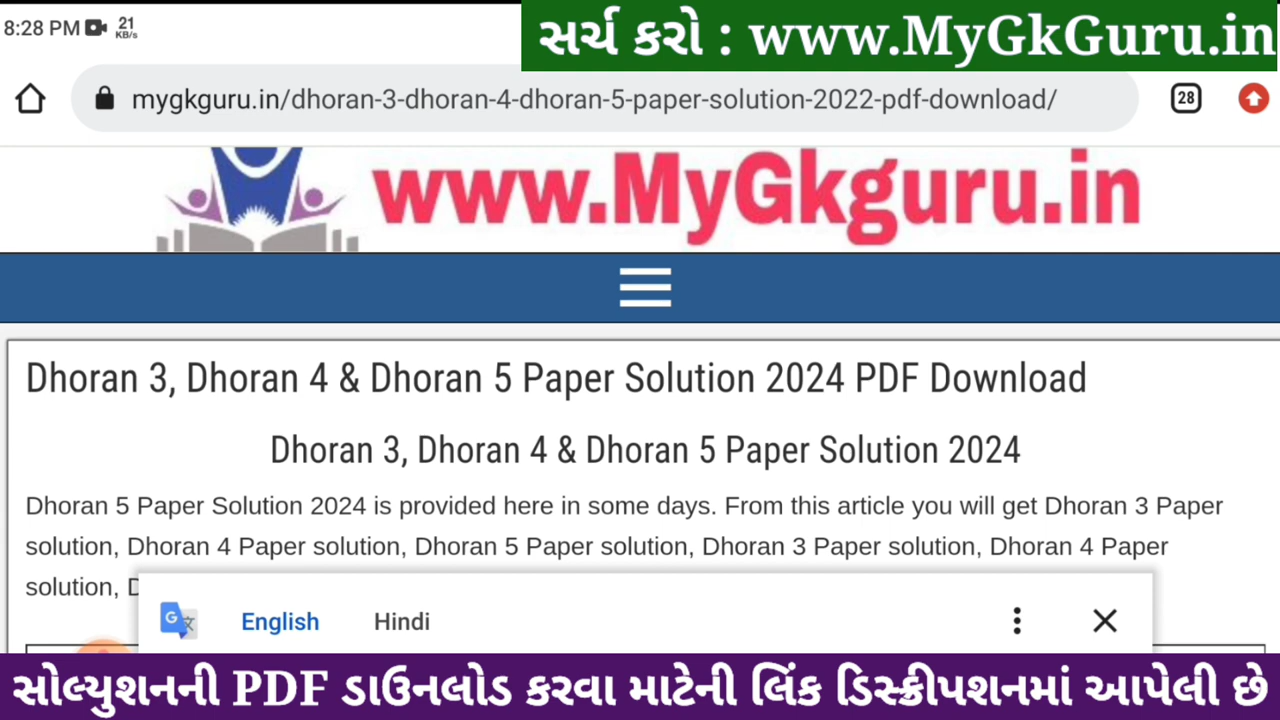 8:28 PM 21 KB/s
સર્ચ કરો : www.MyGkGuru.in
mygkguru.in/dhoran-3-dhoran-4-dhoran-5-paper-solution-2022-pdf-download/
28
www.MyGkguru.in
Dhoran 3, Dhoran 4 & Dhoran 5 Paper Solution 2024 PDF Download
Dhoran 3, Dhoran 4 & Dhoran 5 Paper Solution 2024
Dhoran 5 Paper Solution 2024 is provided here in some days. From this article you will get Dhoran 3 Paper
solution, Dhoran 4 Paper solution, Dhoran 5 Paper solution, Dhoran 3 Paper solution, Dhoran 4 Paper
solution,
English Hindi
સોલ્યુશનની PDF ડાઉનલોડ કરવા માટેની લિંક ડિસ્ક્રીપશનમાં આપેલી છે